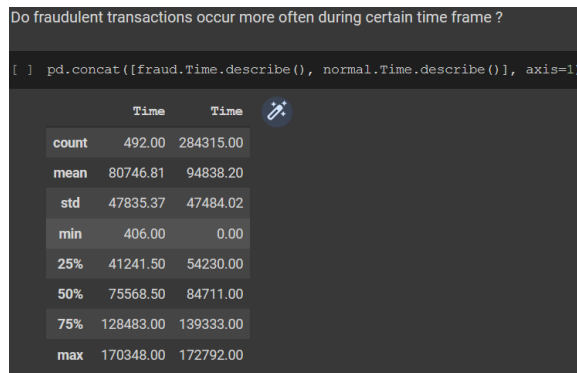 Do fraudulent transactions occur more often during certain time frame ?
[ ] pd.concat([fraud.Time.describe(), normal.Time.describe()], axis=1)
Time Time
count 492.00 284315.00
mean 80746.81 94838.20
std 47835.37 47484.02
min 406.00 0.00
25% 41241.50 54230.00
50% 75568.50 84711.00
75% 128483.00 139333.00
max 170348.00 172792.00